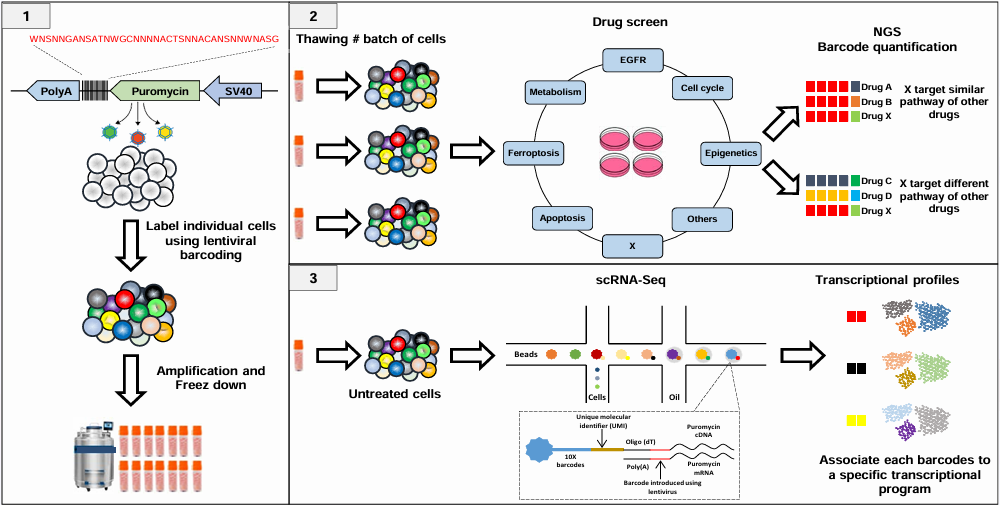 1
WNSNNGANSATNWGCNNNNACTSNNACANSNNWNASG
PolyA
Puromycin
SV40
Label individual cells
using lentiviral
barcoding
Amplification and
Freez down
2
Thawing # batch of cells
Drug screen
EGFR
Cell cycle
Epigenetics
Others
X
Apoptosis
Ferroptosis
Metabolism
NGS
Barcode quantification
Drug A
Drug B
Drug X
X target similar
pathway of other
drugs
Drug C
Drug D
Drug X
X target different
pathway of other
drugs
3
Untreated cells
scRNA-Seq
Beads
Cells
Oil
Unique molecular
identifier (UMI)
10X
barcodes
Oligo (dT)
Poly(A)
Puromycin
cDNA
Puromycin
mRNA
Barcode introduced using
lentivirus
Transcriptional profiles
Associate each barcodes to
a specific transcriptional
program